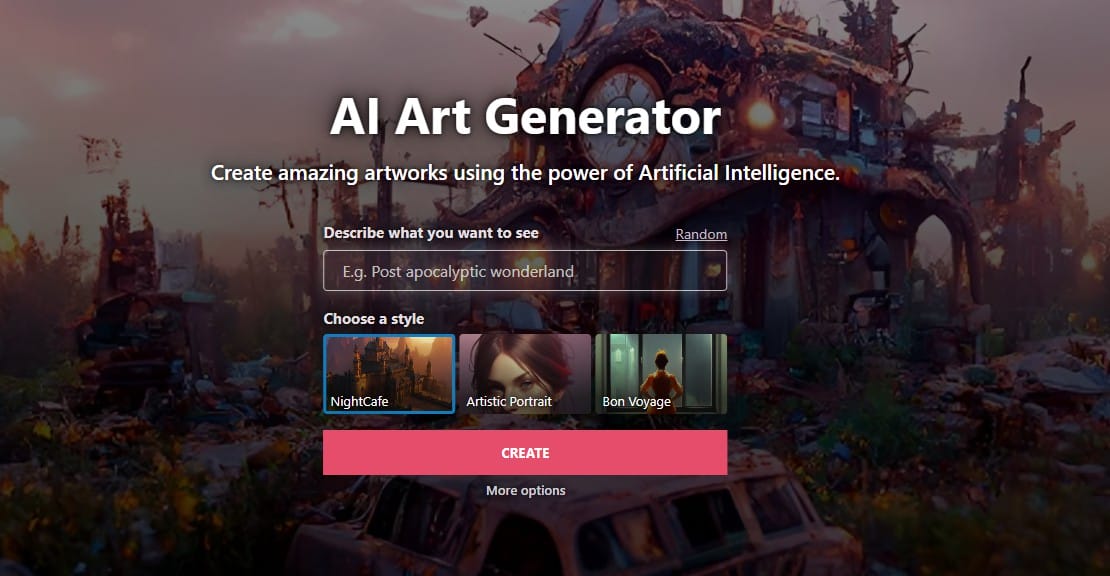 AI Art Generator
Create amazing artworks using the power of Artificial Intelligence.
Describe what you want to see
Random
E.g. Post apocalyptic wonderland
Choose a style
NightCafe
Artistic Portrait
Bon Voyage
CREATE
More options